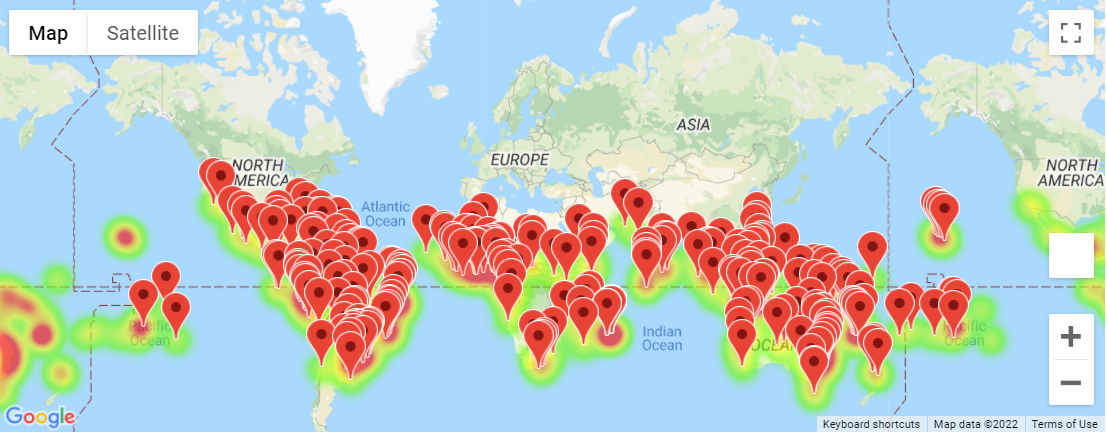 Map
Satellite
NORTH
AMERICA
Atlantic
Ocean
EUROPE
ASIA
NORTH
AMERICA
Pacific
Ocean
Indian
Ocean
OCEA
Pacific
Ocean
Google
Keyboard shortcuts
Map data ©2022
Terms of Use